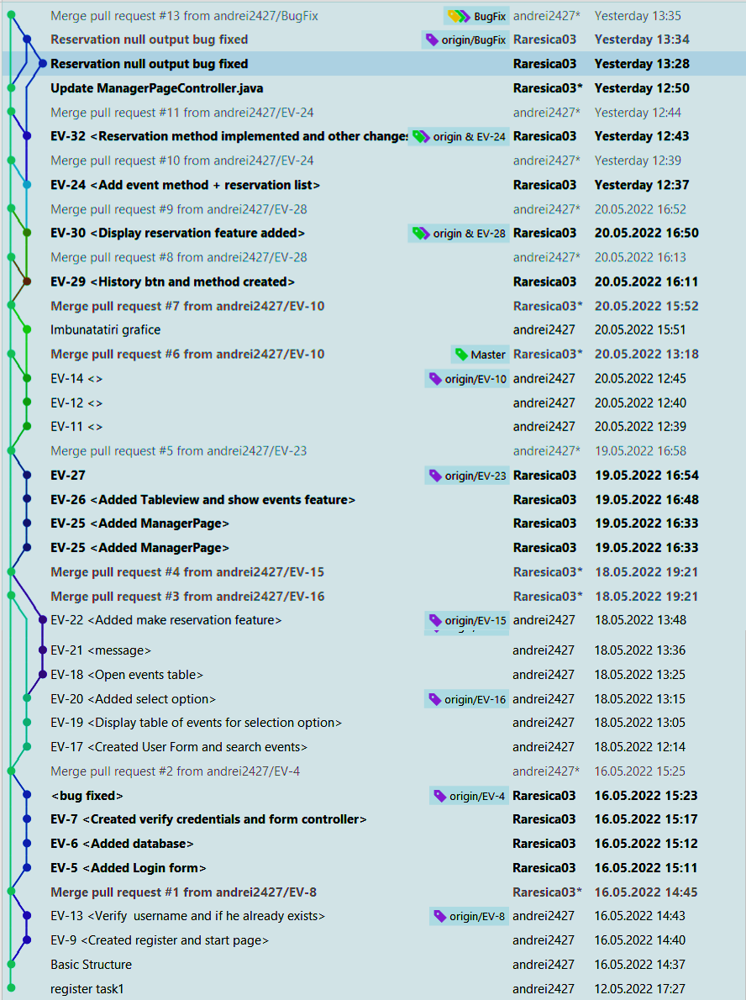 Merge pull request #13 from andrei2427/BugFix BugFix andrei2427* Yesterday 13:35
Reservation null output bug fixed origin/BugFix Raresica03 Yesterday 13:34
Reservation null output bug fixed Raresica03 Yesterday 13:28
Update ManagerPageController.java Raresica03* Yesterday 12:50
Merge pull request #11 from andrei2427/EV-24 andrei2427* Yesterday 12:44
EV-32 <Reservation method implemented and other changes origin & EV-24 Raresica03 Yesterday 12:43
Merge pull request #10 from andrei2427/EV-24 andrei2427* Yesterday 12:39
EV-24 <Add event method + reservation list> Raresica03 Yesterday 12:37
Merge pull request #9 from andrei2427/EV-28 andrei2427* 20.05.2022 16:52
EV-30 <Display reservation feature added> origin & EV-28 Raresica03 20.05.2022 16:50
Merge pull request #8 from andrei2427/EV-28 andrei2427* 20.05.2022 16:13
EV-29 <History btn and method created> Raresica03 20.05.2022 16:11
Merge pull request #7 from andrei2427/EV-10 Raresica03* 20.05.2022 15:52
Imbunatatiri grafice andrei2427 20.05.2022 15:51
Merge pull request #6 from andrei2427/EV-10 Master Raresica03* 20.05.2022 13:18
EV-14 <> origin/EV-10 andrei2427 20.05.2022 12:45
EV-12 <> andrei2427 20.05.2022 12:40
EV-11 <> andrei2427 20.05.2022 12:39
Merge pull request #5 from andrei2427/EV-23 andrei2427* 19.05.2022 16:58
EV-27 origin/EV-23 Raresica03 19.05.2022 16:54
EV-26 <Added Tableview and show events feature> Raresica03 19.05.2022 16:48
EV-25 <Added ManagerPage> Raresica03 19.05.2022 16:33
EV-25 <Added ManagerPage> Raresica03 19.05.2022 16:33
Merge pull request #4 from andrei2427/EV-15 Raresica03* 18.05.2022 19:21
Merge pull request #3 from andrei2427/EV-16 Raresica03* 18.05.2022 19:21
EV-22 <Added make reservation feature> origin/EV-15 andrei2427 18.05.2022 13:48
EV-21 <message> andrei2427 18.05.2022 13:36
EV-18 <Open events table> andrei2427 18.05.2022 13:25
EV-20 <Added select option> origin/EV-16 andrei2427 18.05.2022 13:15
EV-19 <Display table of events for selection option> andrei2427 18.05.2022 13:05
EV-17 <Created User Form and search events> andrei2427 18.05.2022 12:14
Merge pull request #2 from andrei2427/EV-4 andrei2427* 16.05.2022 15:25
<bug fixed> origin/EV-4 Raresica03 16.05.2022 15:23
EV-7 <Created verify credentials and form controller> Raresica03 16.05.2022 15:17
EV-6 <Added database> Raresica03 16.05.2022 15:12
EV-5 <Added Login form> Raresica03 16.05.2022 15:11
Merge pull request #1 from andrei2427/EV-8 Raresica03* 16.05.2022 14:45
EV-13 <Verify  username and if he already exists> origin/EV-8 andrei2427 16.05.2022 14:43
EV-9 <Created register and start page> andrei2427 16.05.2022 14:40
Basic Structure andrei2427 16.05.2022 14:37
register task1 andrei2427 12.05.2022 17:27